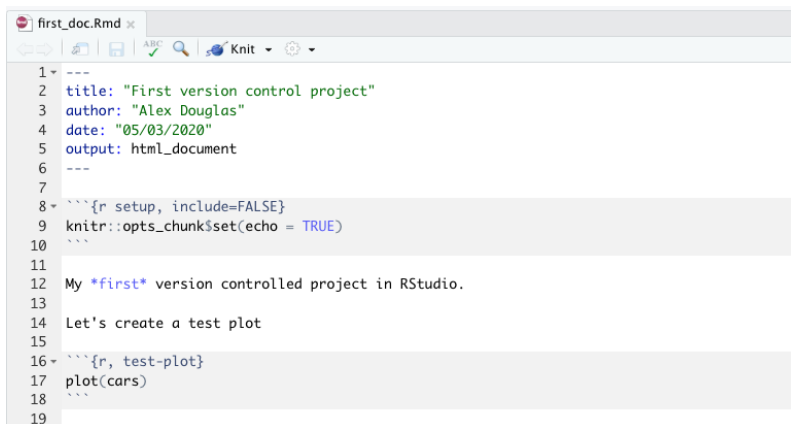 first_doc.Rmd
ABC Knit
1 ---
2 title: "First version control project"
3 author: "Alex Douglas"
4 date: "05/03/2020"
5 output: html_document
6 ---
7
8 ```{r setup, include=FALSE}
9 knitr::opts_chunk$set(echo = TRUE)
10 ```
11
12 My *first* version controlled project in RStudio.
13
14 Let's create a test plot
15
16 ```{r, test-plot}
17 plot(cars)
18 ```
19